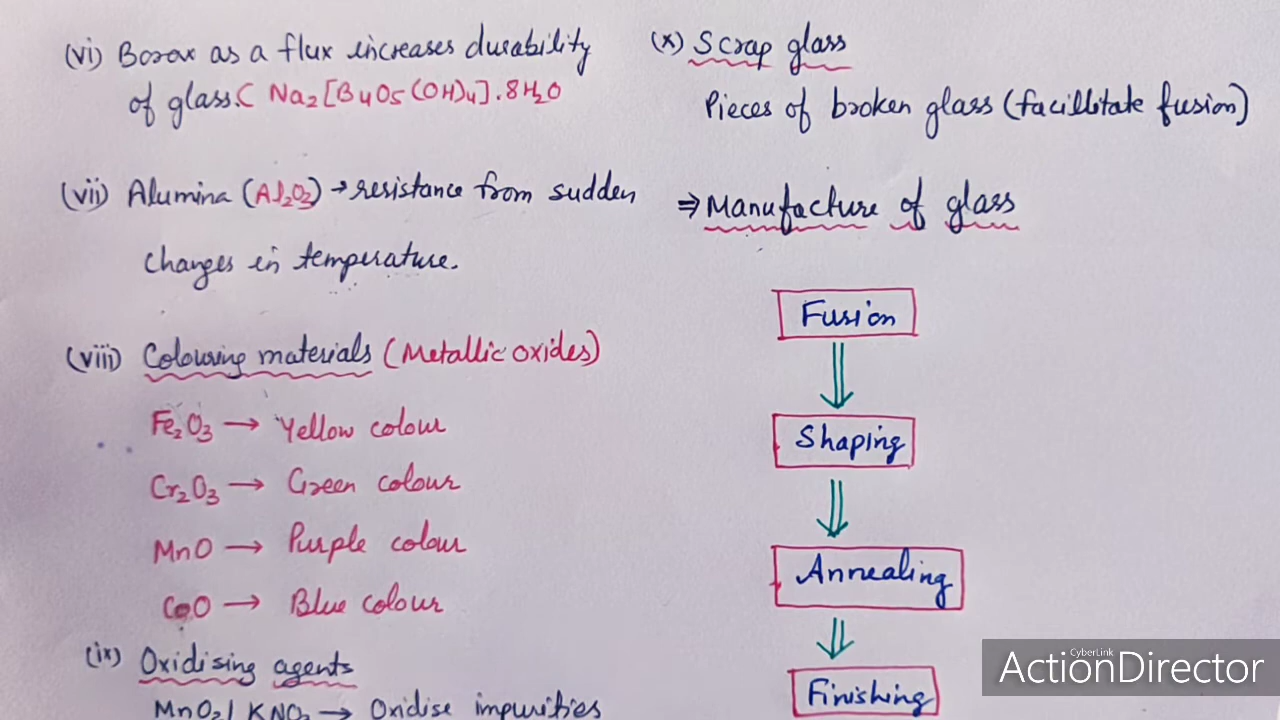 (vi) Borax as a flux increases durability
of glass.( Na₂[B₄O₅(OH)₄].8H₂O
(vii) Alumina (Al₂O₃) → resistance from sudden
changes in temperature.
(viii) Colouring materials (Metallic oxides)
Fe₂O₃ → Yellow colour
Cr₂O₃ → Green colour
MnO → Purple colour
CoO → Blue colour
(ix) Oxidising agents
MnO₂/ KNO₃ → Oxidise impurities
(x) Scrap glass
Pieces of broken glass (facillitate fusion)
⇒ Manufacture of glass
Fusion
Shaping
Annealing
Finishing
CyberLink
ActionDirector